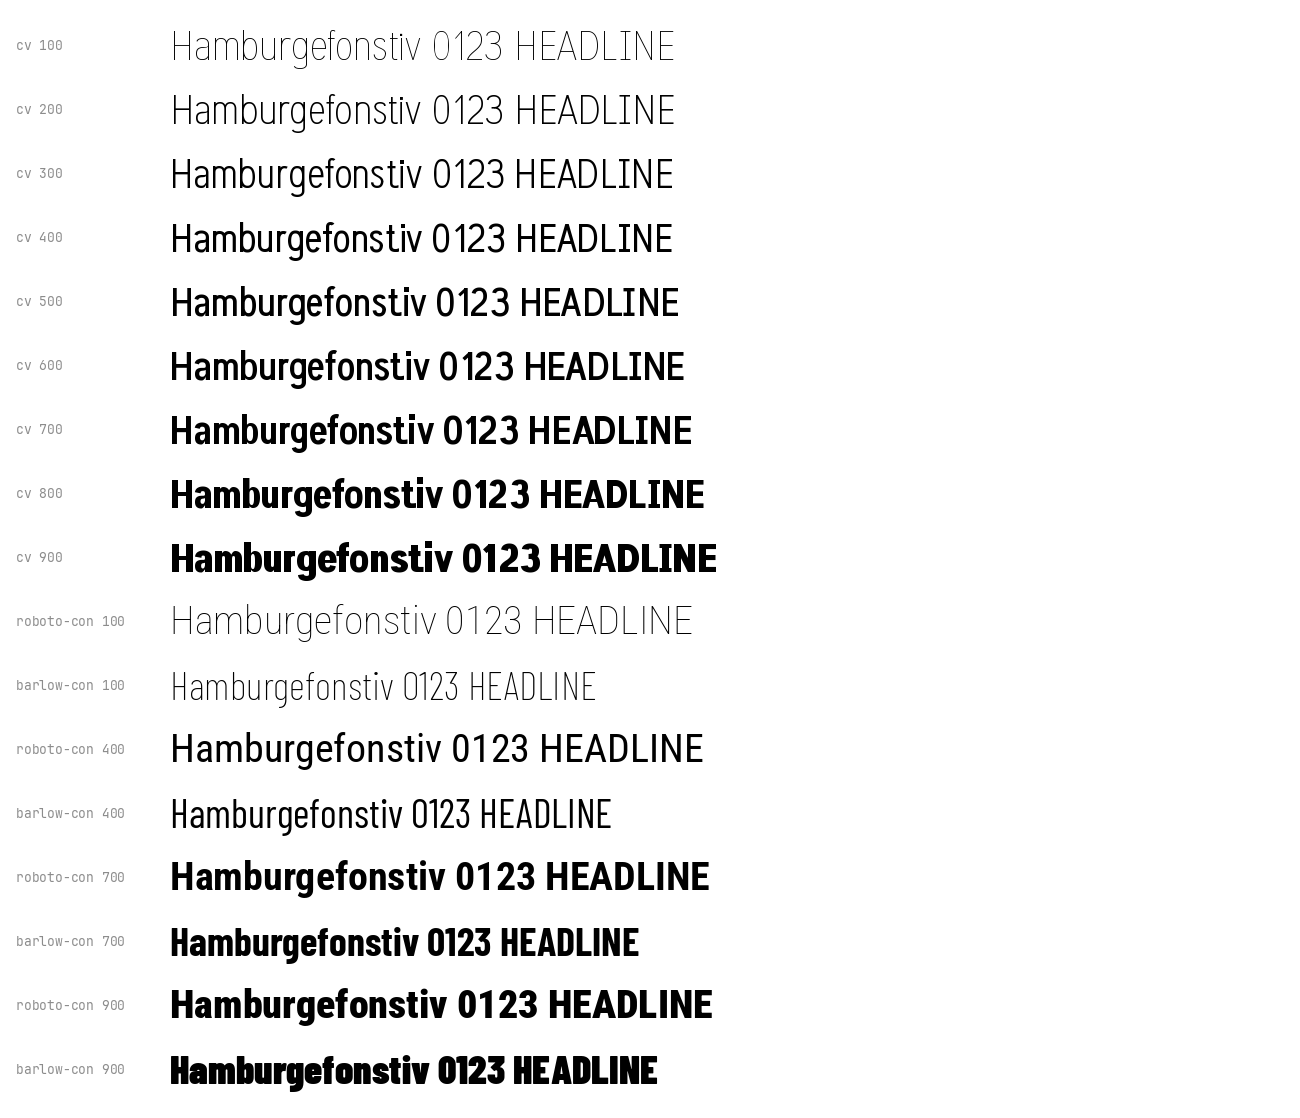 cv 100 Hamburgefonstiv 0123 HEADLINE
cv 200 Hamburgefonstiv 0123 HEADLINE
cv 300 Hamburgefonstiv 0123 HEADLINE
cv 400 Hamburgefonstiv 0123 HEADLINE
cv 500 Hamburgefonstiv 0123 HEADLINE
cv 600 Hamburgefonstiv 0123 HEADLINE
cv 700 Hamburgefonstiv 0123 HEADLINE
cv 800 Hamburgefonstiv 0123 HEADLINE
cv 900 Hamburgefonstiv 0123 HEADLINE
roboto-con 100 Hamburgefonstiv 0123 HEADLINE
barlow-con 100 Hamburgefonstiv 0123 HEADLINE
roboto-con 400 Hamburgefonstiv 0123 HEADLINE
barlow-con 400 Hamburgefonstiv 0123 HEADLINE
roboto-con 700 Hamburgefonstiv 0123 HEADLINE
barlow-con 700 Hamburgefonstiv 0123 HEADLINE
roboto-con 900 Hamburgefonstiv 0123 HEADLINE
barlow-con 900 Hamburgefonstiv 0123 HEADLINE